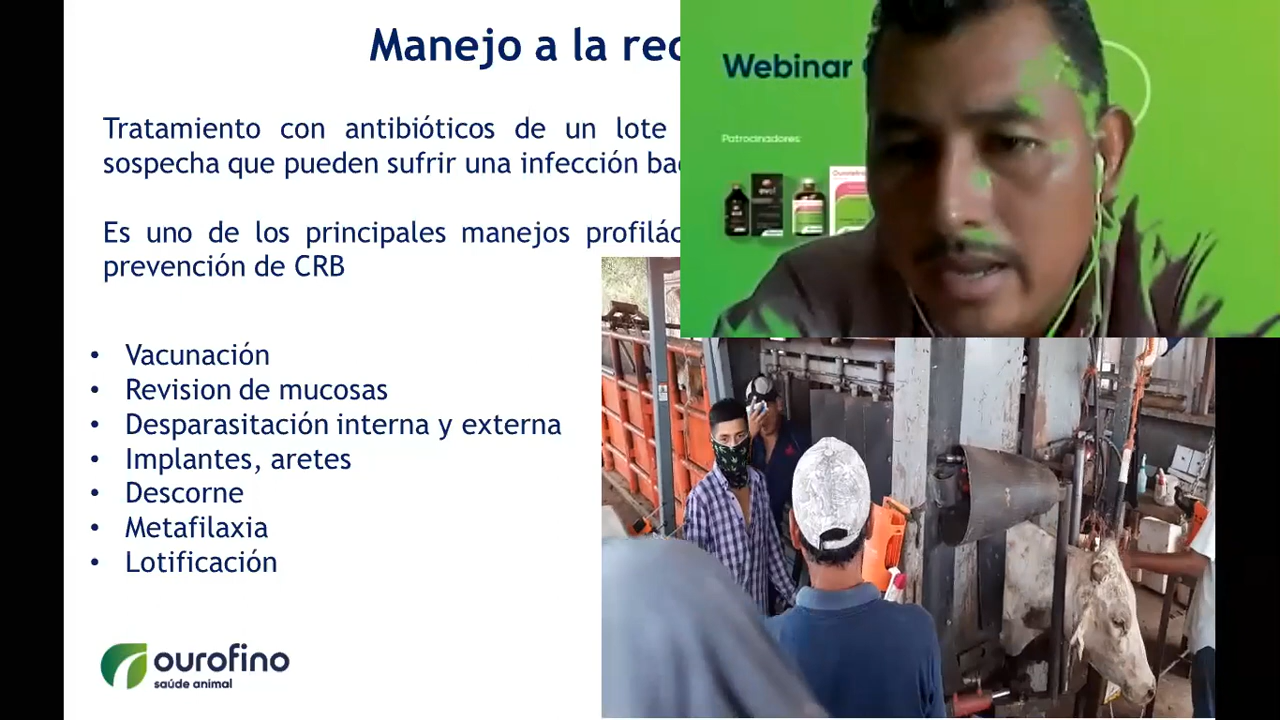 Manejo a la rec
Webinar
Patrocinadores:
Tratamiento con antibióticos de un lote
sospecha que pueden sufrir una infección bac
Es uno de los principales manejos profilác
prevención de CRB
evol
• Vacunación
• Revision de mucosas
• Desparasitación interna y externa
• Implantes, aretes
• Descorne
• Metafilaxia
• Lotificación
ourofino
saúde animal